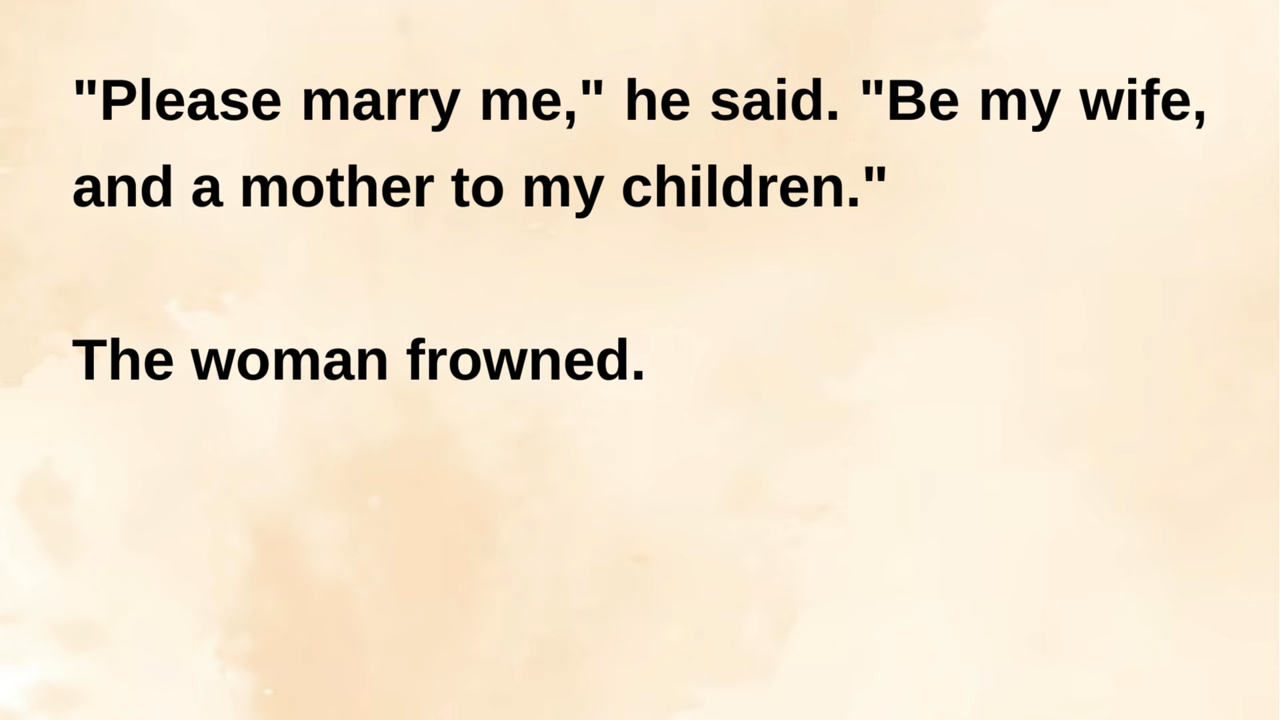 "Please marry me," he said. "Be my wife,
and a mother to my children."
The woman frowned.